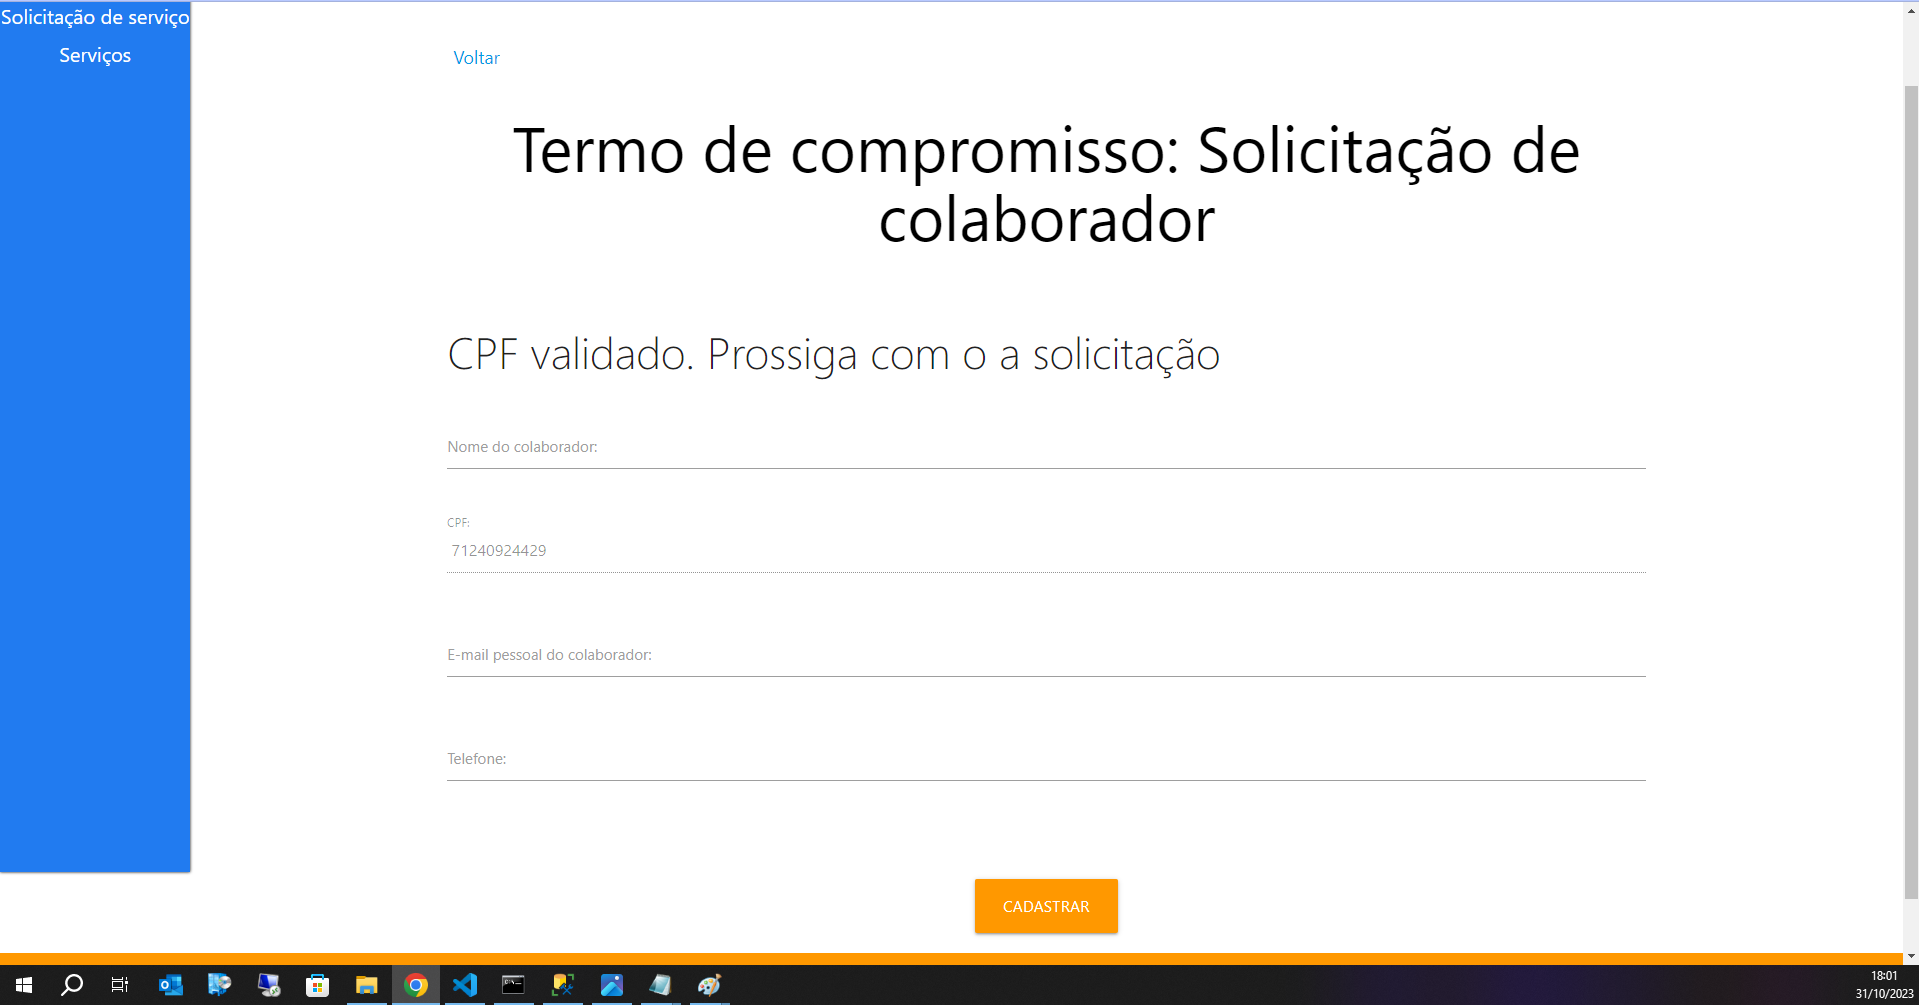 Solicitação de serviço
Serviços
Voltar
Termo de compromisso: Solicitação de
colaborador
CPF validado. Prossiga com o a solicitação
Nome do colaborador:
CPF:
71240924429
E-mail pessoal do colaborador:
Telefone:
CADASTRAR
18:01
31/10/2023